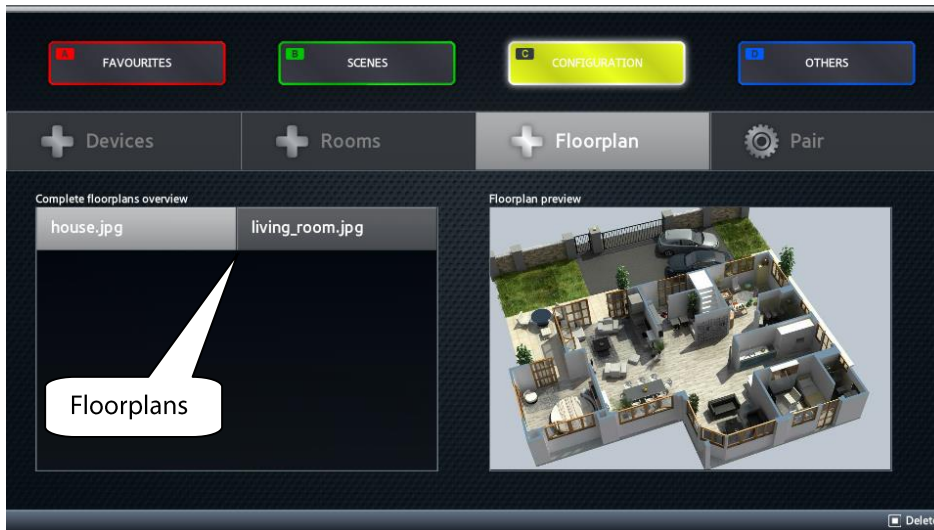 A FAVOURITES
B SCENES
C CONFIGURATION
D OTHERS
Devices
Rooms
Floorplan
Pair
Complete floorplans overview
Floorplan preview
house.jpg
living_room.jpg
Floorplans
Delet